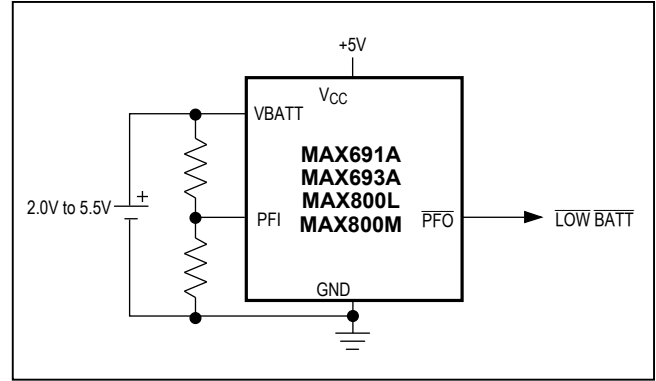 +5V
VCC
VBATT
MAX691A
MAX693A
MAX800L
MAX800M
+
2.0V to 5.5V
PFI
PFO
LOW BATT
GND